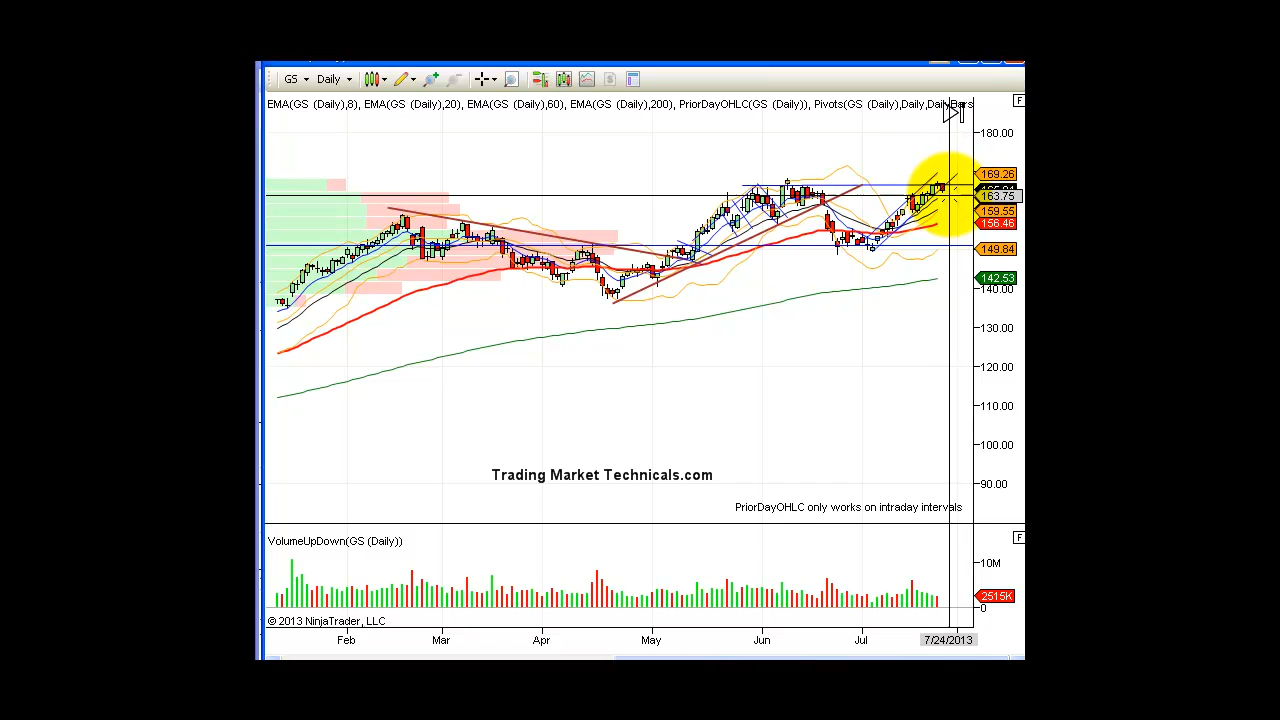 GS Daily
EMA(GS (Daily),8), EMA(GS (Daily),20), EMA(GS (Daily),60), EMA(GS (Daily),200), PriorDayOHLC(GS (Daily)), Pivots(GS (Daily),Daily,DailyBars
F
180.00
169.26
163.75
159.55
156.46
149.84
142.53
140.00
130.00
120.00
110.00
100.00
90.00
Trading Market Technicals.com
PriorDayOHLC only works on intraday intervals
VolumeUpDown(GS (Daily))
F
10M
2515K
0
© 2013 NinjaTrader, LLC
Feb Mar Apr May Jun Jul 7/24/2013